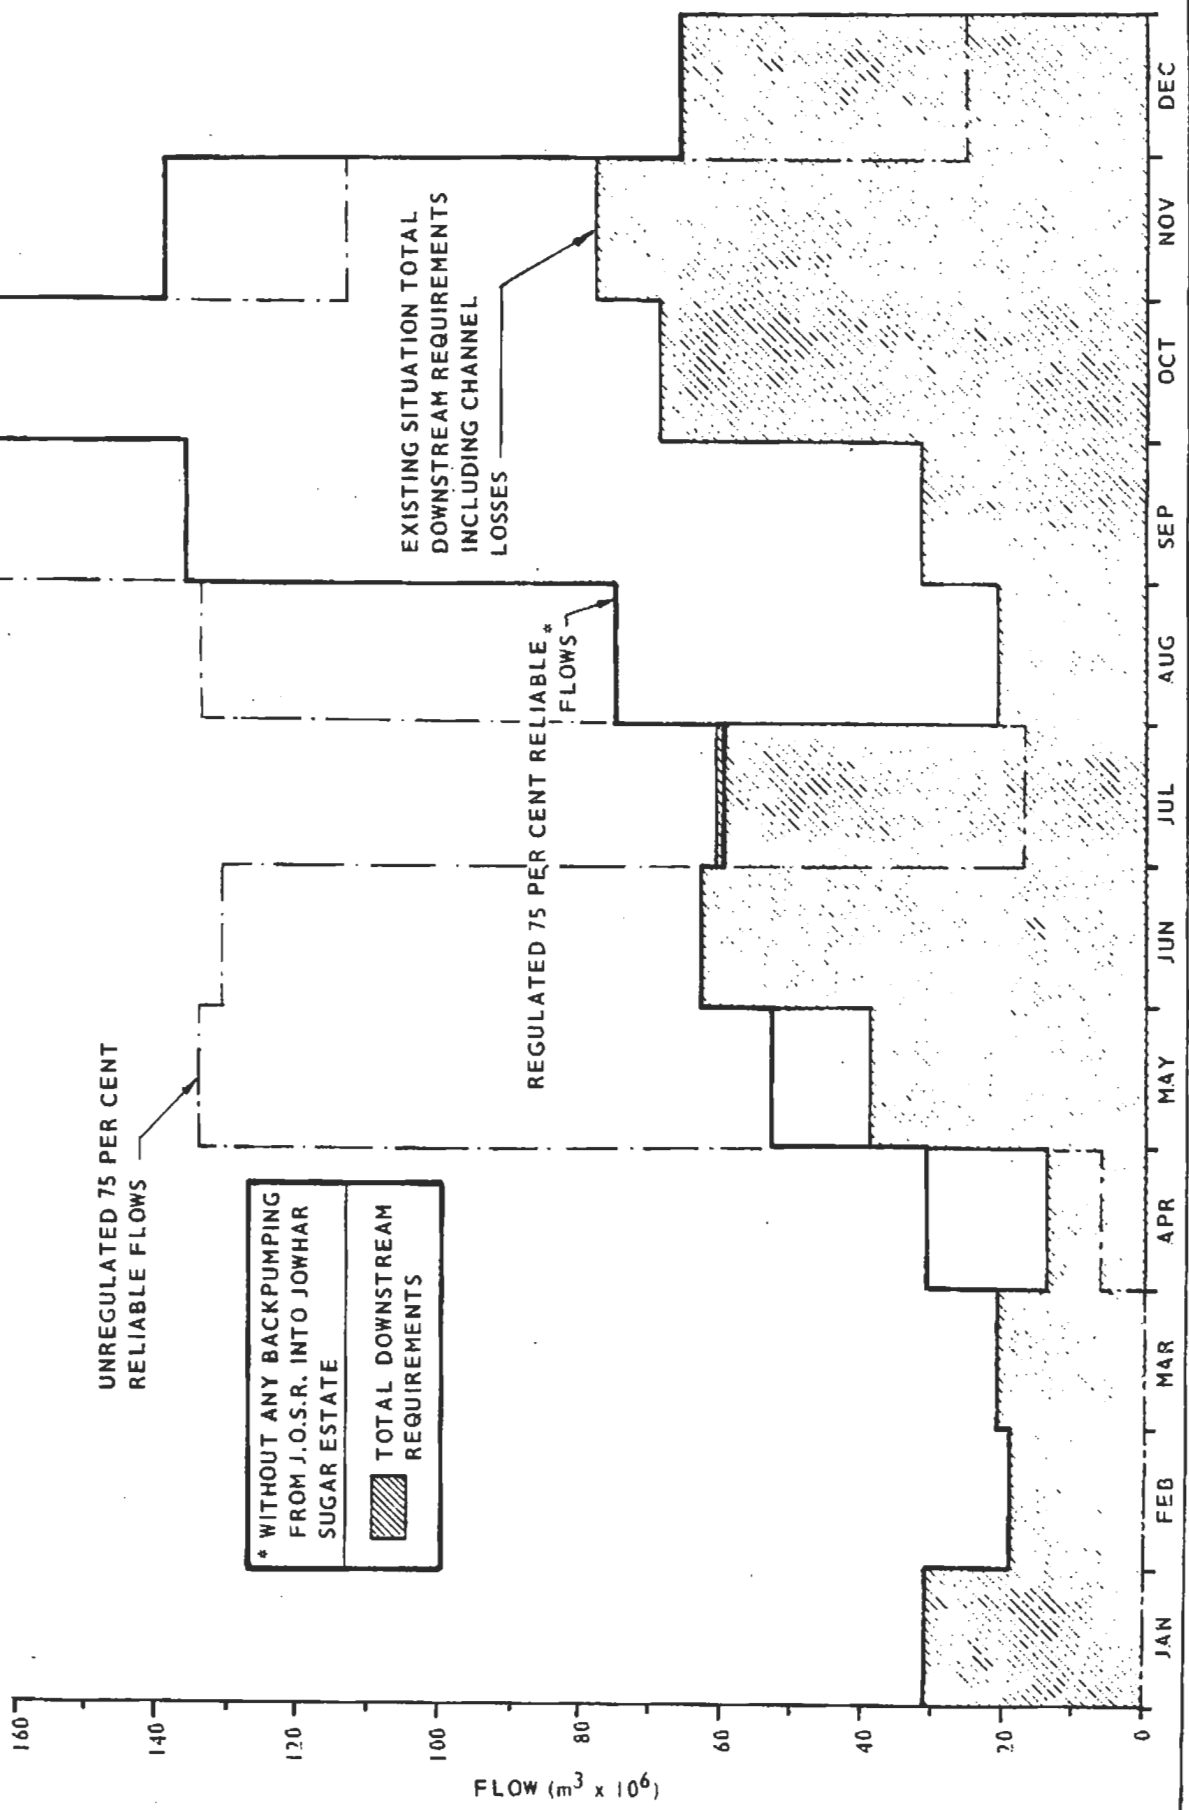 UNREGULATED 75 PER CENT
RELIABLE FLOWS
* WITHOUT ANY BACKPUMPING
FROM J.O.S.R. INTO JOWHAR
SUGAR ESTATE
TOTAL DOWNSTREAM
REQUIREMENTS
EXISTING SITUATION TOTAL
DOWNSTREAM REQUIREMENTS
INCLUDING CHANNEL
LOSSES
REGULATED 75 PER CENT RELIABLE *
FLOWS
FLOW (m³ x 10⁶)
160
140
120
100
80
60
40
20
0
JAN FEB MAR APR MAY JUN JUL AUG SEP OCT NOV DEC